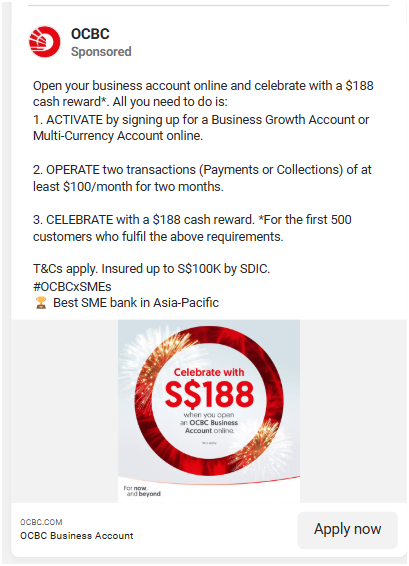 OCBC
Sponsored
Open your business account online and celebrate with a $188
cash reward*. All you need to do is:
1. ACTIVATE by signing up for a Business Growth Account or
Multi-Currency Account online.
2. OPERATE two transactions (Payments or Collections) of at
least $100/month for two months.
3. CELEBRATE with a $188 cash reward. *For the first 500
customers who fulfil the above requirements.
T&Cs apply. Insured up to S$100K by SDIC.
#OCBCxSMEs
🏆 Best SME bank in Asia-Pacific
Celebrate with
S$188
when you open
an OCBC Business
Account online.
For now,
and beyond
OCBC.COM
OCBC Business Account
Apply now